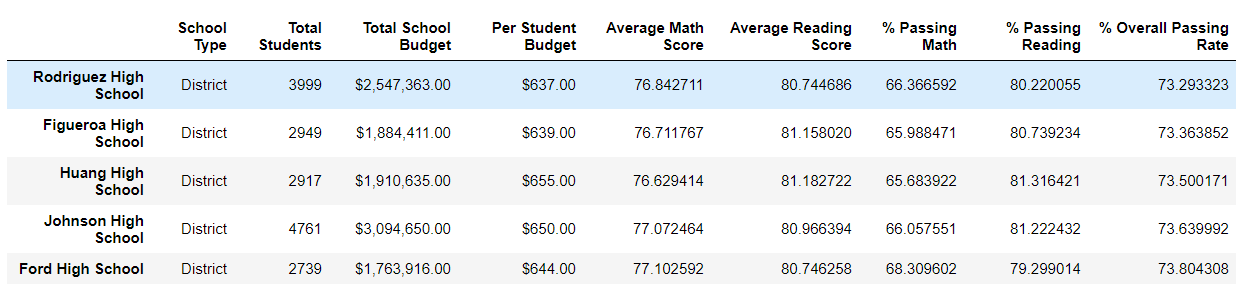 School Type Total Students Total School Budget Per Student Budget Average Math Score Average Reading Score % Passing Math % Passing Reading % Overall Passing Rate
Rodriguez High School District 3999 $2,547,363.00 $637.00 76.842711 80.744686 66.366592 80.220055 73.293323
Figueroa High School District 2949 $1,884,411.00 $639.00 76.711767 81.158020 65.988471 80.739234 73.363852
Huang High School District 2917 $1,910,635.00 $655.00 76.629414 81.182722 65.683922 81.316421 73.500171
Johnson High School District 4761 $3,094,650.00 $650.00 77.072464 80.966394 66.057551 81.222432 73.639992
Ford High School District 2739 $1,763,916.00 $644.00 77.102592 80.746258 68.309602 79.299014 73.804308